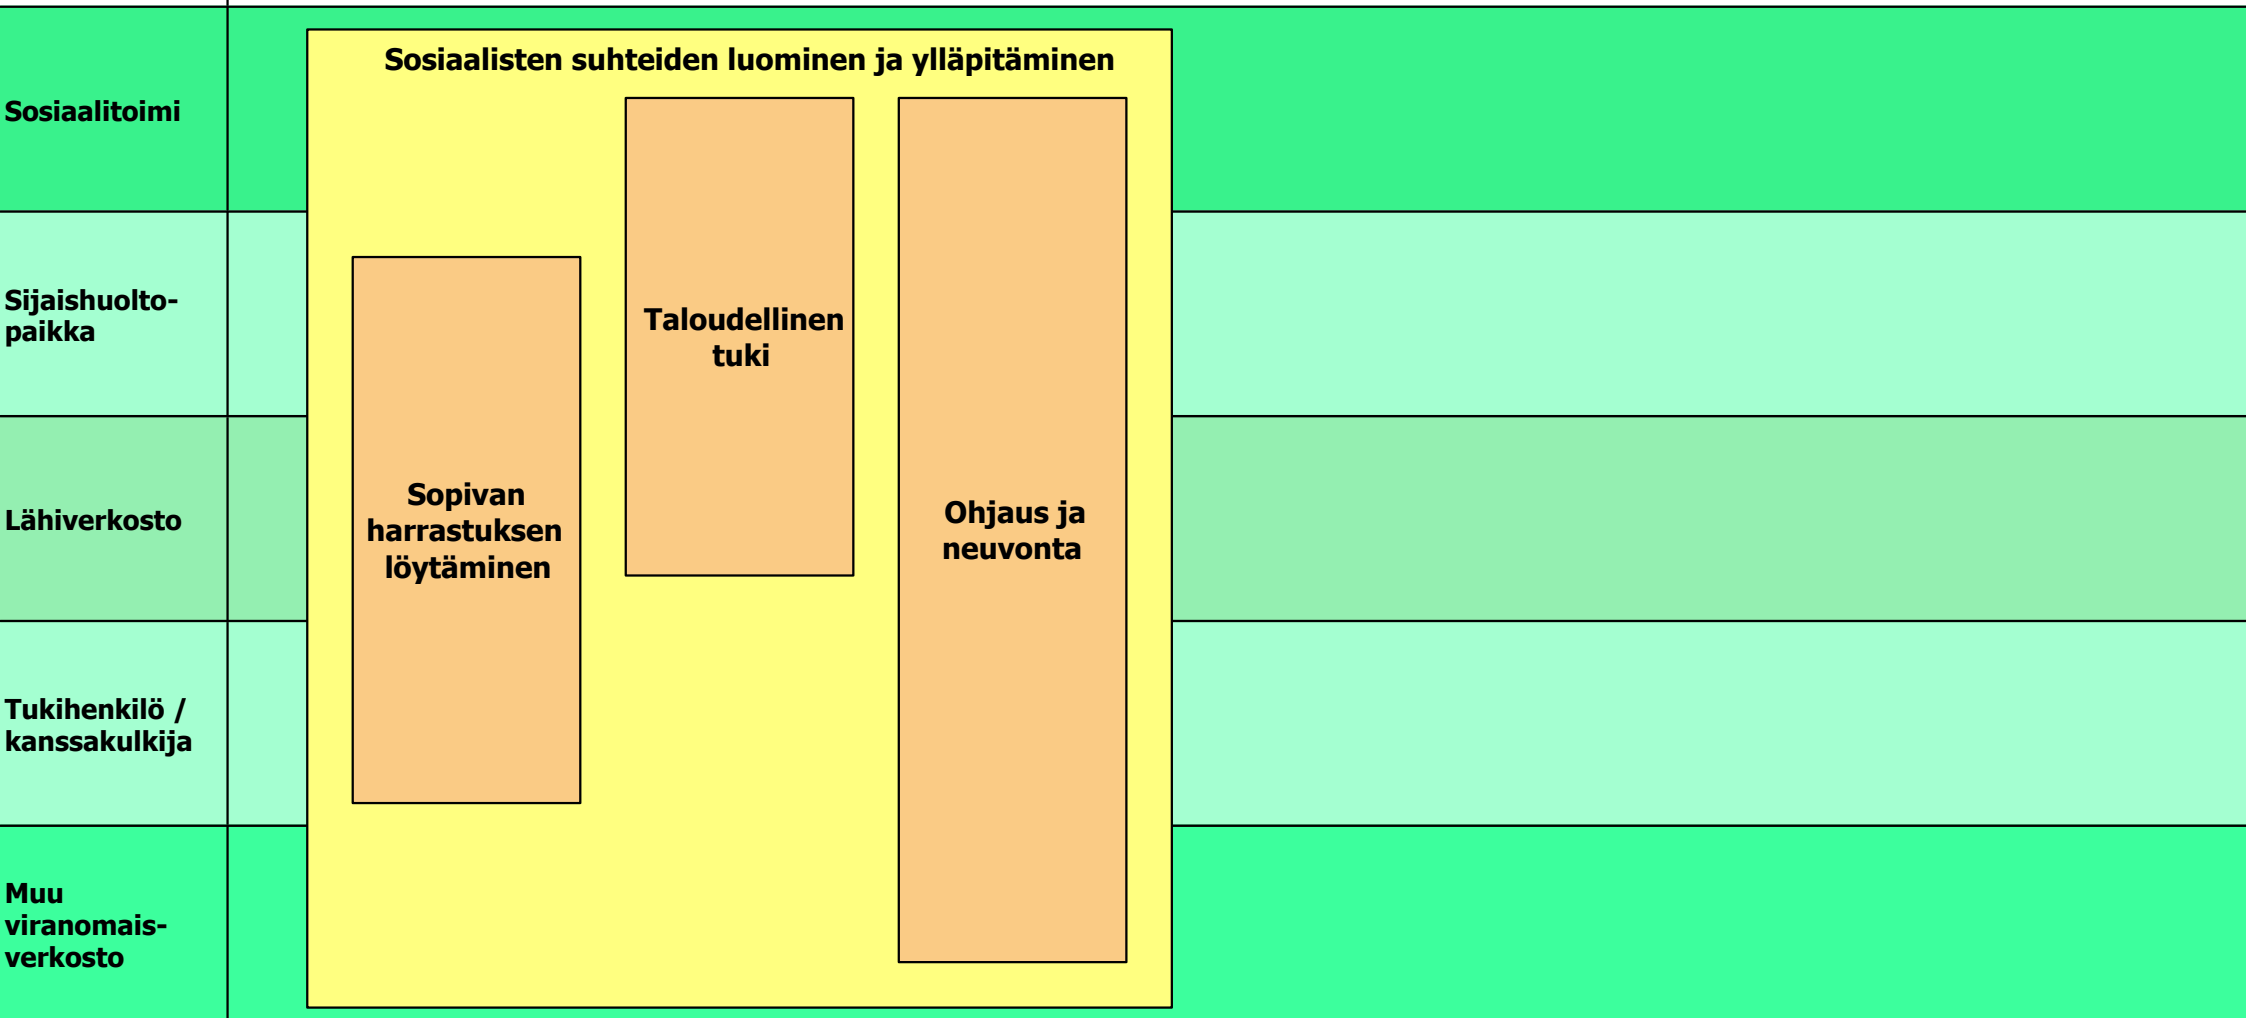 Sosiaalisten suhteiden luominen ja ylläpitäminen
Sosiaalitoimi
Sijaishuolto-
paikka
Taloudellinen
tuki
Lähiverkosto
Sopivan
harrastuksen
löytäminen
Ohjaus ja
neuvonta
Tukihenkilö /
kanssakulkija
Muu
viranomais-
verkosto